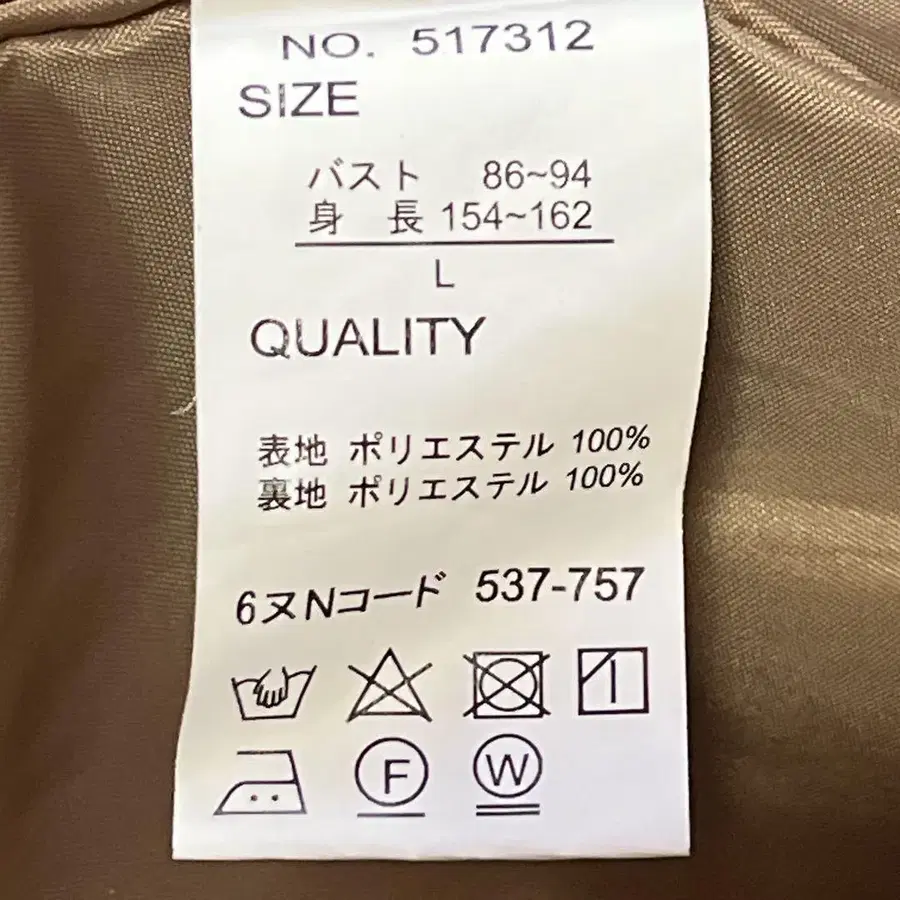 NO. 517312
SIZE
バスト 86~94
身 長 154~162
L
QUALITY
表地 ポリエステル 100%
裏地 ポリエステル 100%
6ヌNコード 537-757
F W